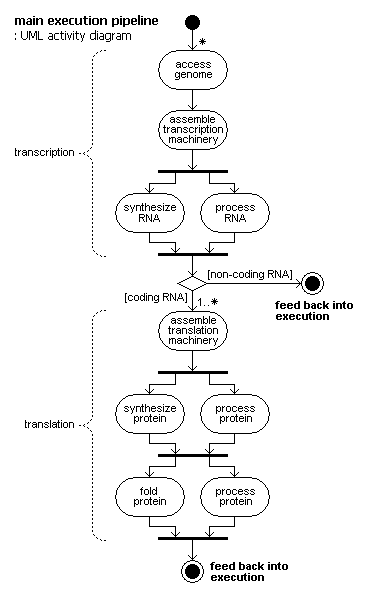 main execution pipeline
: UML activity diagram
*
access
genome
assemble
transcription
machinery
transcription
synthesize
RNA
process
RNA
[non-coding RNA]
[coding RNA]
1..*
feed back into
execution
assemble
translation
machinery
translation
synthesize
protein
process
protein
fold
protein
process
protein
feed back into
execution